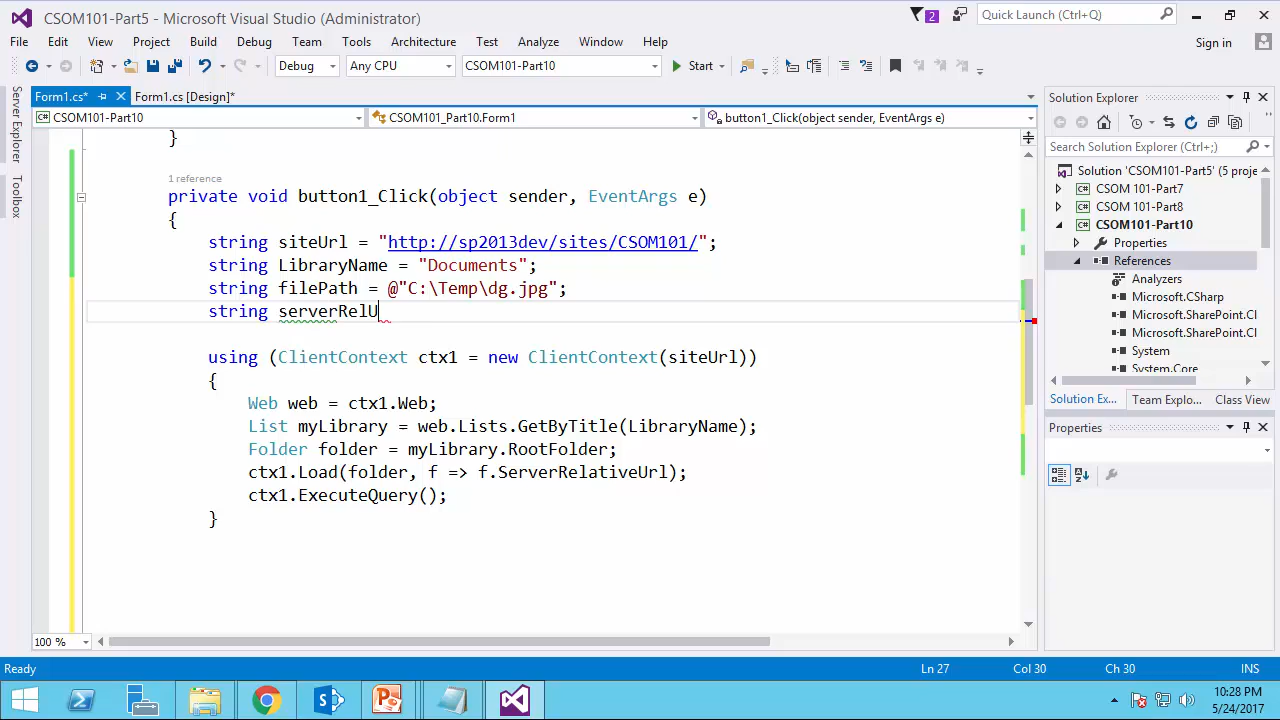 CSOM101-Part5 - Microsoft Visual Studio (Administrator)
2
Quick Launch (Ctrl+Q)
File Edit View Project Build Debug Team Tools Architecture Test Analyze Window Help
Sign in
Debug Any CPU CSOM101-Part10 Start
Form1.cs* Form1.cs [Design]*
CSOM101-Part10 CSOM101_Part10.Form1 button1_Click(object sender, EventArgs e)
Server Explorer
Toolbox
}
1 reference
private void button1_Click(object sender, EventArgs e)
{
string siteUrl = "http://sp2013dev/sites/CSOM101/";
string LibraryName = "Documents";
string filePath = @"C:\Temp\dg.jpg";
string serverRelU
using (ClientContext ctx1 = new ClientContext(siteUrl))
{
Web web = ctx1.Web;
List myLibrary = web.Lists.GetByTitle(LibraryName);
Folder folder = myLibrary.RootFolder;
ctx1.Load(folder, f => f.ServerRelativeUrl);
ctx1.ExecuteQuery();
}
100 %
Solution Explorer
Search Solution Explorer (Ctrl+;)
Solution 'CSOM101-Part5' (5 proje
CSOM 101-Part7
CSOM 101-Part8
CSOM101-Part10
Properties
References
Analyzers
Microsoft.CSharp
Microsoft.SharePoint.Cl
Microsoft.SharePoint.Cl
System
System.Core
Solution Ex... Team Explo... Class View
Properties
Ready Ln 27 Col 30 Ch 30 INS
10:28 PM
5/24/2017